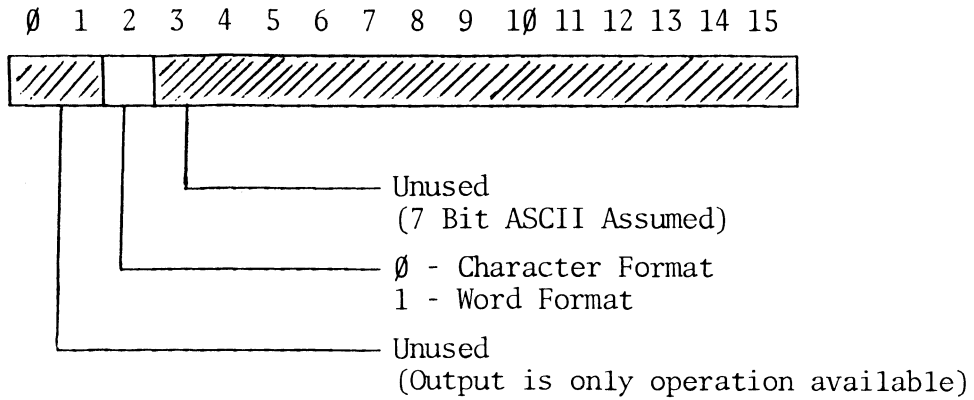 Ø 1 2 3 4 5 6 7 8 9 1Ø 11 12 13 14 15
Unused
(7 Bit ASCII Assumed)
Ø - Character Format
1 - Word Format
Unused
(Output is only operation available)